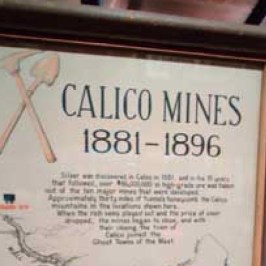 CALICO MINES
1881-1896
Silver was discovered in Calico in 1881, and in the 15 years
that followed, over $86,000,000 in high-grade ore was taken
out of the ten major mines that were developed.
Approximately thirty miles of tunnels honeycomb the Calico
mountains in the locations shown here.
When the rich veins played out and the price of silver
dropped, the mines began to close, and with
their closing the town of
Calico joined the
Ghost Towns of the West.